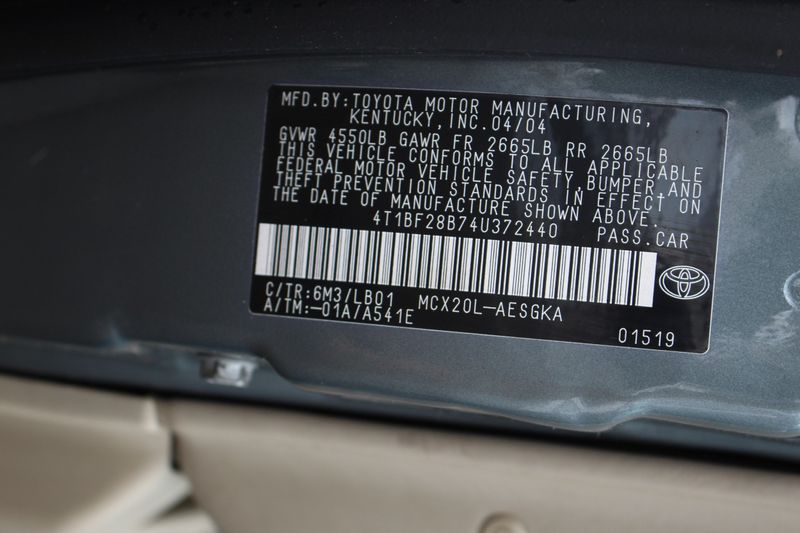 MFD.BY:TOYOTA MOTOR MANUFACTURING,
KENTUCKY,INC.04/04
GVWR 4550LB GAWR FR 2665LB RR 2665LB
THIS VEHICLE CONFORMS TO ALL APPLICABLE
FEDERAL MOTOR VEHICLE SAFETY,BUMPER,AND
THEFT PREVENTION STANDARDS IN EFFECT ON
THE DATE OF MANUFACTURE SHOWN ABOVE.
4T1BF28B74U372440 PASS.CAR
C/TR:6M3/LB01 MCX20L-AESGKA
A/TM:-01A/A541E
01519